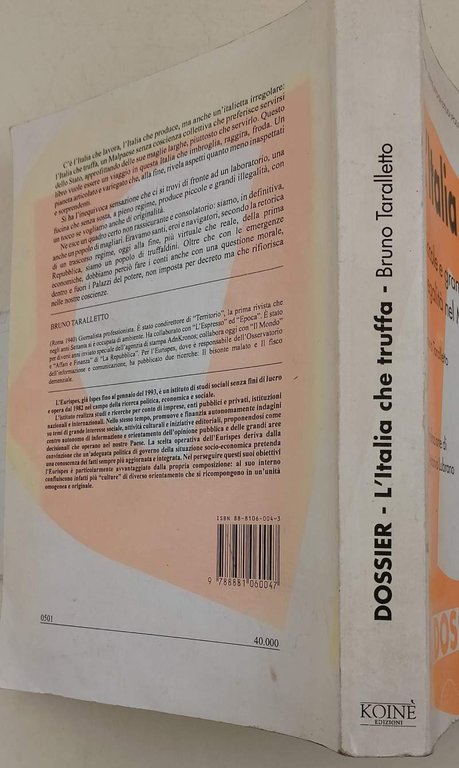 C'è l'Italia che lavora, l'Italia che produce, ma anche un'italietta irregolare:
l'Italia che truffa, un Malpaese senza coscienza collettiva che preferisce servirsi
dello Stato, approfittando delle sue maglie larghe, piuttosto che servirlo. Questo
libro vuole essere un viaggio in questa Italia che imbroglia, raggira, froda. Un
pianeta articolato e variegato che, alla fine, rivela aspetti quanto meno inaspettati
e sorprendenti.
Si ha l'inequivoca sensazione che ci si trovi di fronte ad un laboratorio, una
fucina che senza sosta, a pieno regime, produce piccole e grandi illegalità, con
un tocco se vogliamo anche di originalità.
Ne esce un quadro certo non rassicurante e consolatorio: siamo, in definitiva,
anche un popolo di magliari. Eravamo santi, eroi e navigatori, secondo la retorica
di un trascorso regime, oggi alla fine, più virtuale che reale, della prima
Repubblica, siamo un popolo di truffaldini. Oltre che con le emergenze
economiche, dobbiamo perciò fare i conti anche con una questione morale,
dentro e fuori i Palazzi del potere, non imposta per decreto ma che rifiorisca
nelle nostre coscienze.
BRUNO TARALLETTO
(Roma 1940) Giornalista professionista. È stato condirettore di "Territorio", la prima rivista che
negli anni Sessanta si è occupata di ambiente. Ha collaborato con "L'Espresso" ed "Epoca". È stato
per diversi anni inviato speciale dell'agenzia di stampa AdnKronos; collabora oggi con "Il Mondo"
e "Affari e Finanza" di "La Repubblica". Per l'Eurispes, dove è responsabile dell'Osservatorio
dell'informazione e comunicazione, ha pubblicato due ricerche: Il bisonte malato e Il fisco
demenziale.
L'Eurispes, già Ispes fino al gennaio del 1993, è un istituto di studi sociali senza fini di lucro
e opera dal 1982 nel campo della ricerca politica, economica e sociale.
L'istituto realizza studi e ricerche per conto di imprese, enti pubblici e privati, istituzioni
nazionali e internazionali. Nello stesso tempo, promuove e finanzia autonomamente indagini
su temi di grande interesse sociale, attività culturali e iniziative editoriali, proponendosi come
centro autonomo di informazione e orientamento dell'opinione pubblica e delle grandi aree
decisionali che operano nel nostro Paese. La scelta operativa dell'Eurispes deriva dalla
convinzione che un'adeguata politica di governo della situazione socio-economica pretenda
una conoscenza dei fatti sempre più aggiornata e integrata. Nel perseguire questi suoi obiettivi
l'Eurispes è particolarmente avvantaggiato dalla propria composizione: al suo interno
confluiscono infatti più "culture" di diverso orientamento che si ricompongono in un'unità
omogenea e originale.
ISBN 88-8106-004-3
9 788881 060047
0501
40.000
DOSSIER - L'Italia che truffa - Bruno Taralletto
KOINÈ
EDIZIONI
Italia
DOS